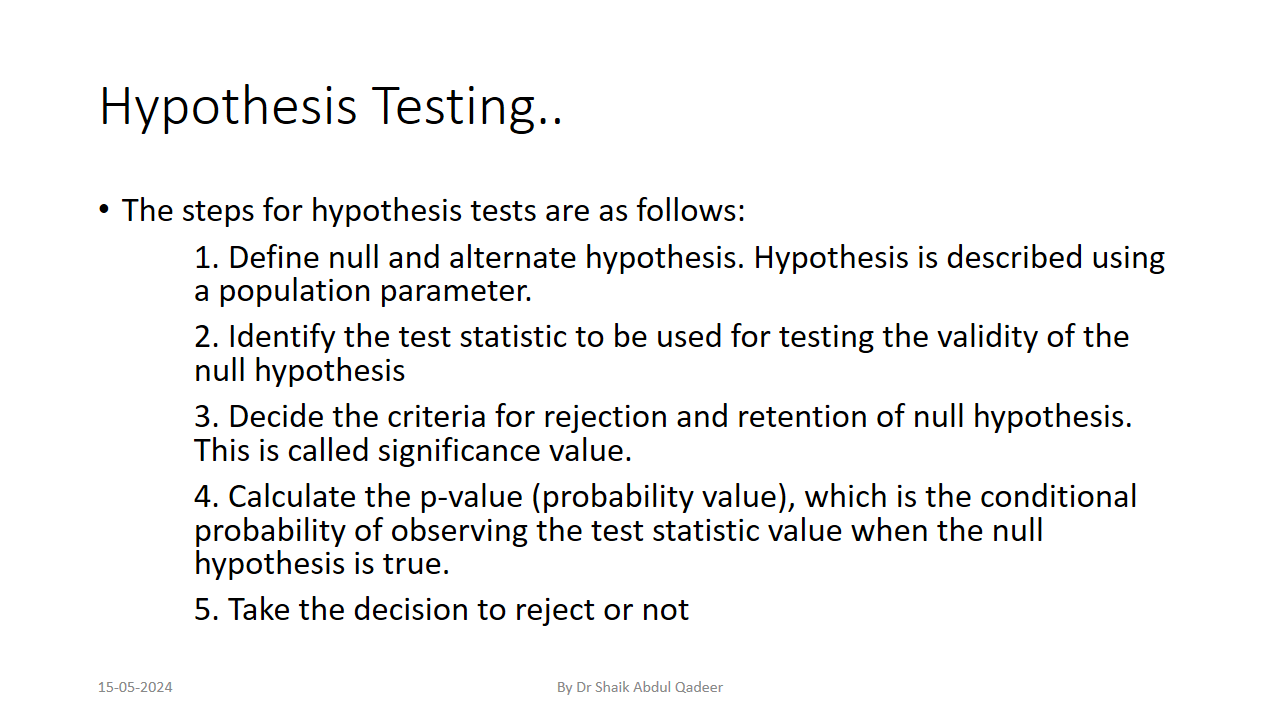 Hypothesis Testing..
• The steps for hypothesis tests are as follows:
1. Define null and alternate hypothesis. Hypothesis is described using
a population parameter.
2. Identify the test statistic to be used for testing the validity of the
null hypothesis
3. Decide the criteria for rejection and retention of null hypothesis.
This is called significance value.
4. Calculate the p-value (probability value), which is the conditional
probability of observing the test statistic value when the null
hypothesis is true.
5. Take the decision to reject or not
15-05-2024
By Dr Shaik Abdul Qadeer